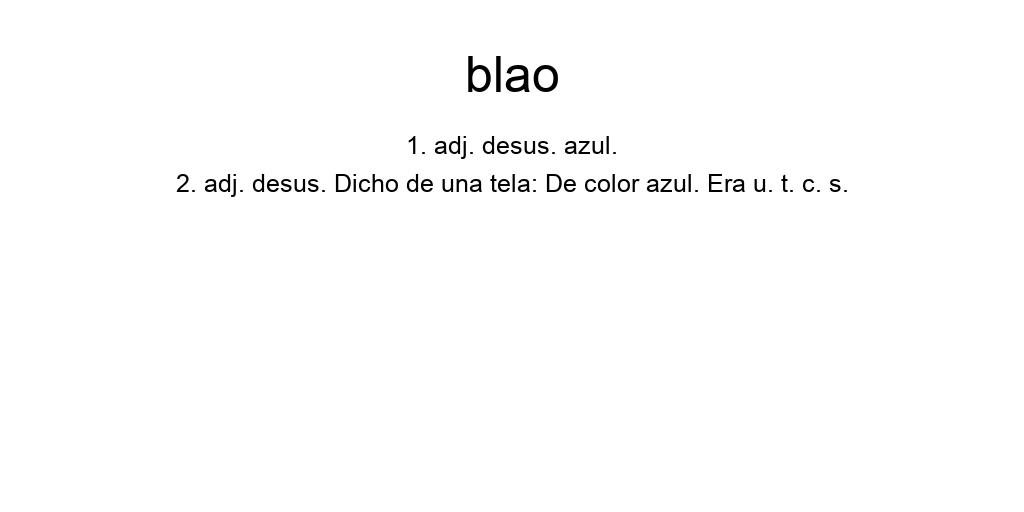 blao
1. adj. desus. azul.
2. adj. desus. Dicho de una tela: De color azul. Era u. t. c. s.